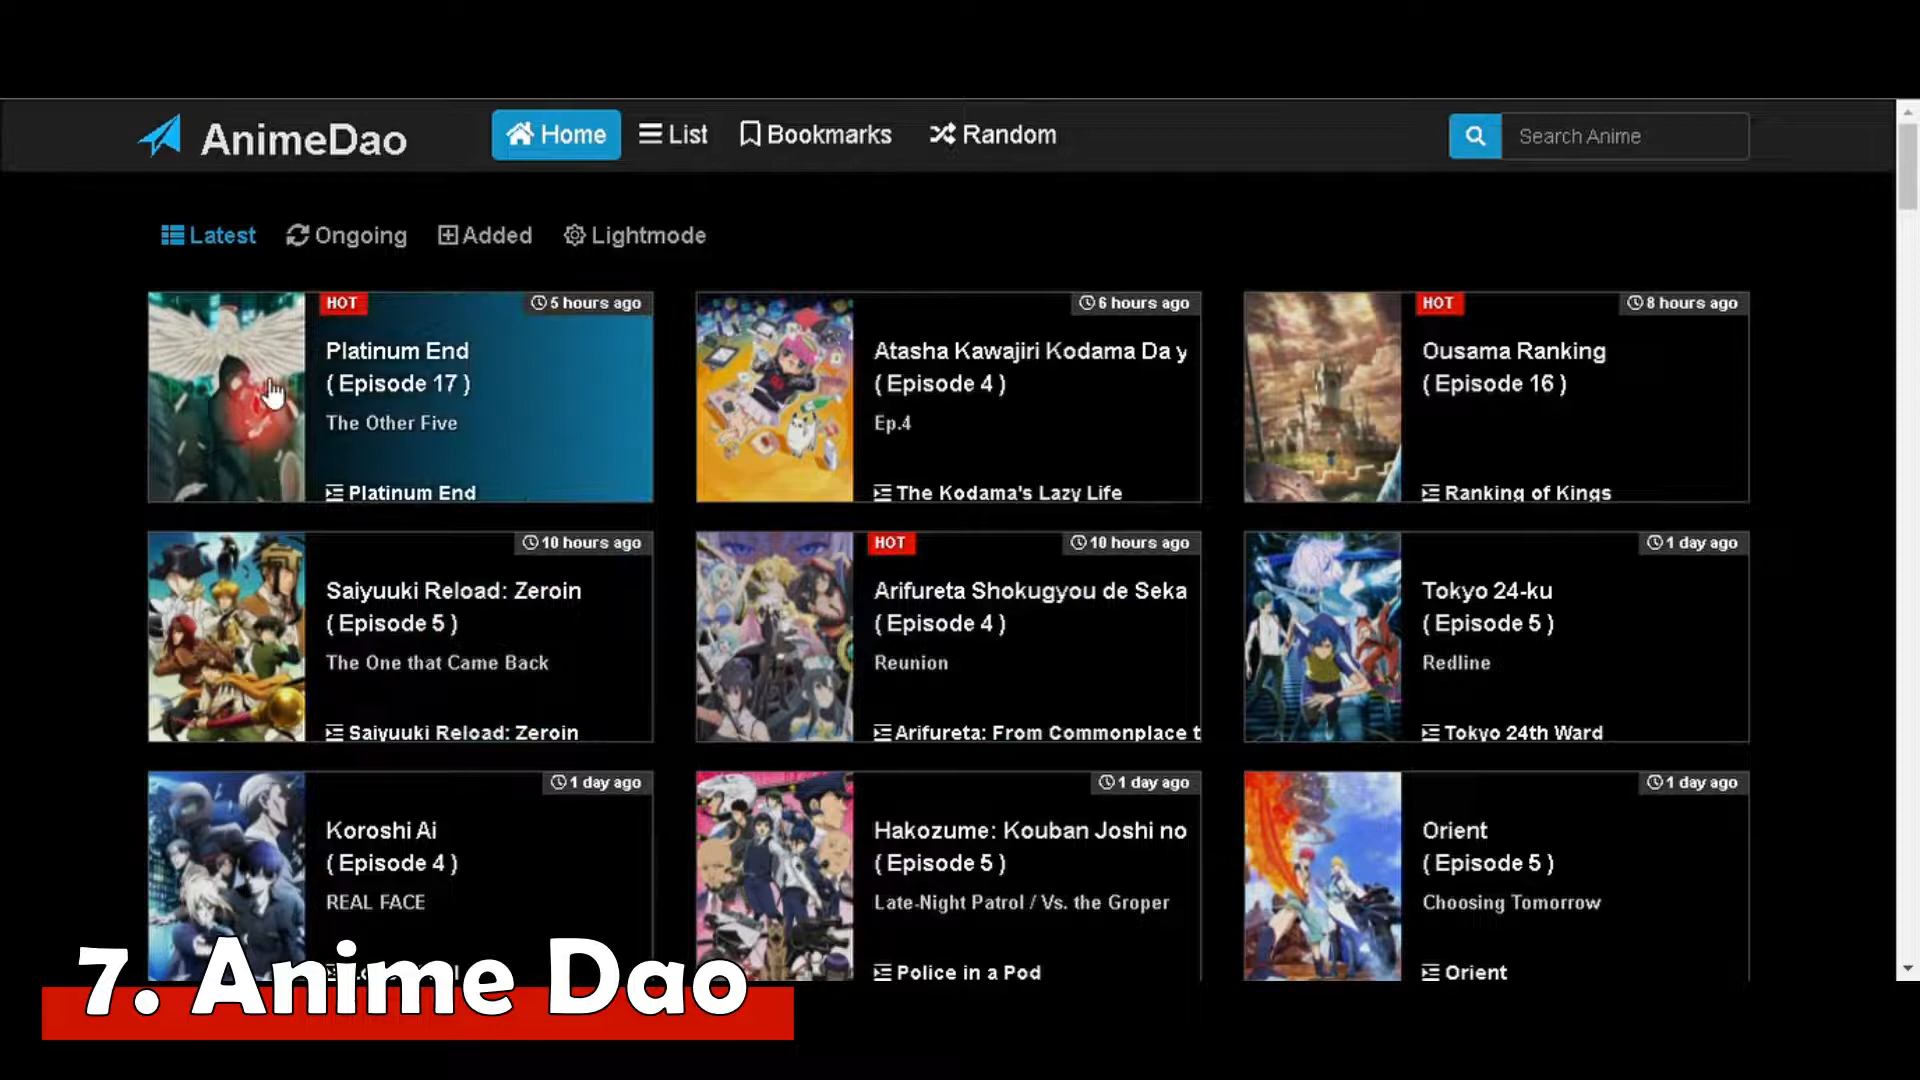 AnimeDao
Home
List
Bookmarks
Random
Search Anime
Latest
Ongoing
Added
Lightmode
HOT
5 hours ago
Platinum End
( Episode 17 )
The Other Five
Platinum End
6 hours ago
Atasha Kawajiri Kodama Da y
( Episode 4 )
Ep.4
The Kodama's Lazy Life
HOT
8 hours ago
Ousama Ranking
( Episode 16 )
Ranking of Kings
10 hours ago
Saiyuuki Reload: Zeroin
( Episode 5 )
The One that Came Back
Saiyuuki Reload: Zeroin
HOT
10 hours ago
Arifureta Shokugyou de Seka
( Episode 4 )
Reunion
Arifureta: From Commonplace t
1 day ago
Tokyo 24-ku
( Episode 5 )
Redline
Tokyo 24th Ward
1 day ago
Koroshi Ai
( Episode 4 )
REAL FACE
1 day ago
Hakozume: Kouban Joshi no
( Episode 5 )
Late-Night Patrol / Vs. the Groper
Police in a Pod
1 day ago
Orient
( Episode 5 )
Choosing Tomorrow
Orient
7. Anime Dao